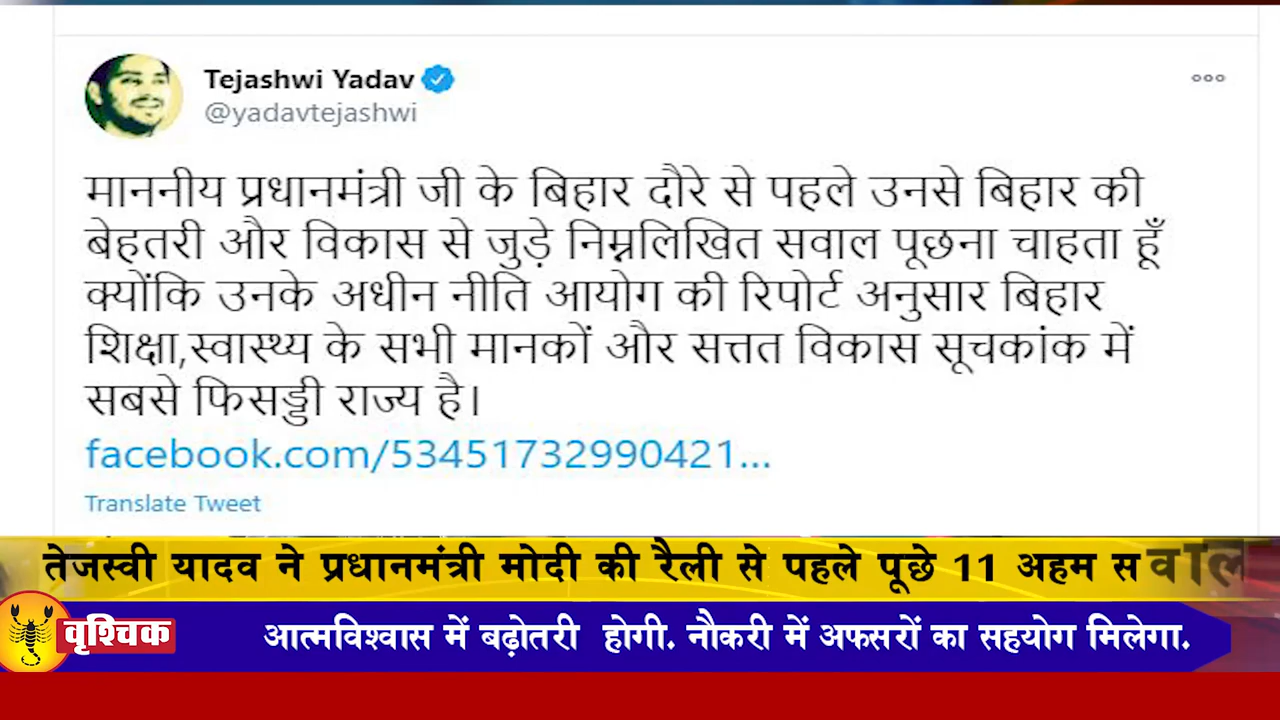 Tejashwi Yadav
@yadavtejashwi
माननीय प्रधानमंत्री जी के बिहार दौरे से पहले उनसे बिहार की
बेहतरी और विकास से जुड़े निम्नलिखित सवाल पूछना चाहता हूँ
क्योंकि उनके अधीन नीति आयोग की रिपोर्ट अनुसार बिहार
शिक्षा,स्वास्थ्य के सभी मानकों और सत्तत विकास सूचकांक में
सबसे फिसड्डी राज्य है।
facebook.com/53451732990421...
Translate Tweet
तेजस्वी यादव ने प्रधानमंत्री मोदी की रैली से पहले पूछे 11 अहम सवाल
वृश्चिक
आत्मविश्वास में बढ़ोतरी होगी. नौकरी में अफसरों का सहयोग मिलेगा.